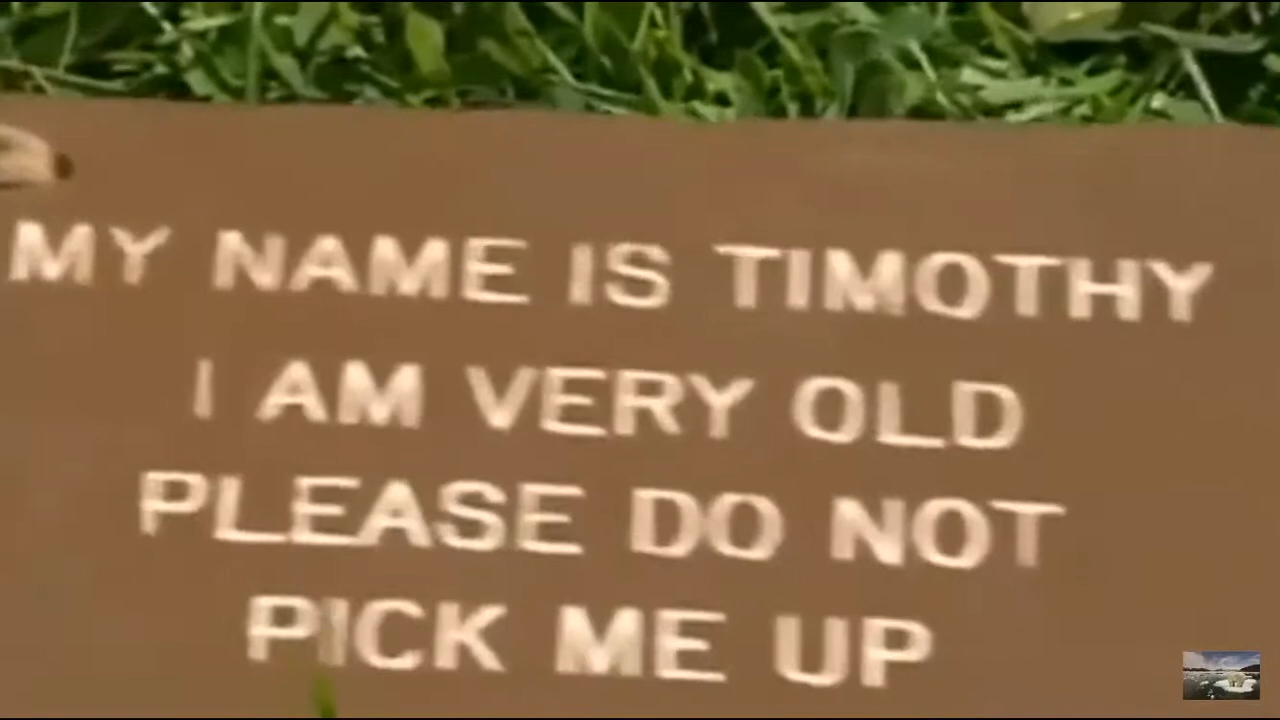 MY NAME IS TIMOTHY
I AM VERY OLD
PLEASE DO NOT
PICK ME UP